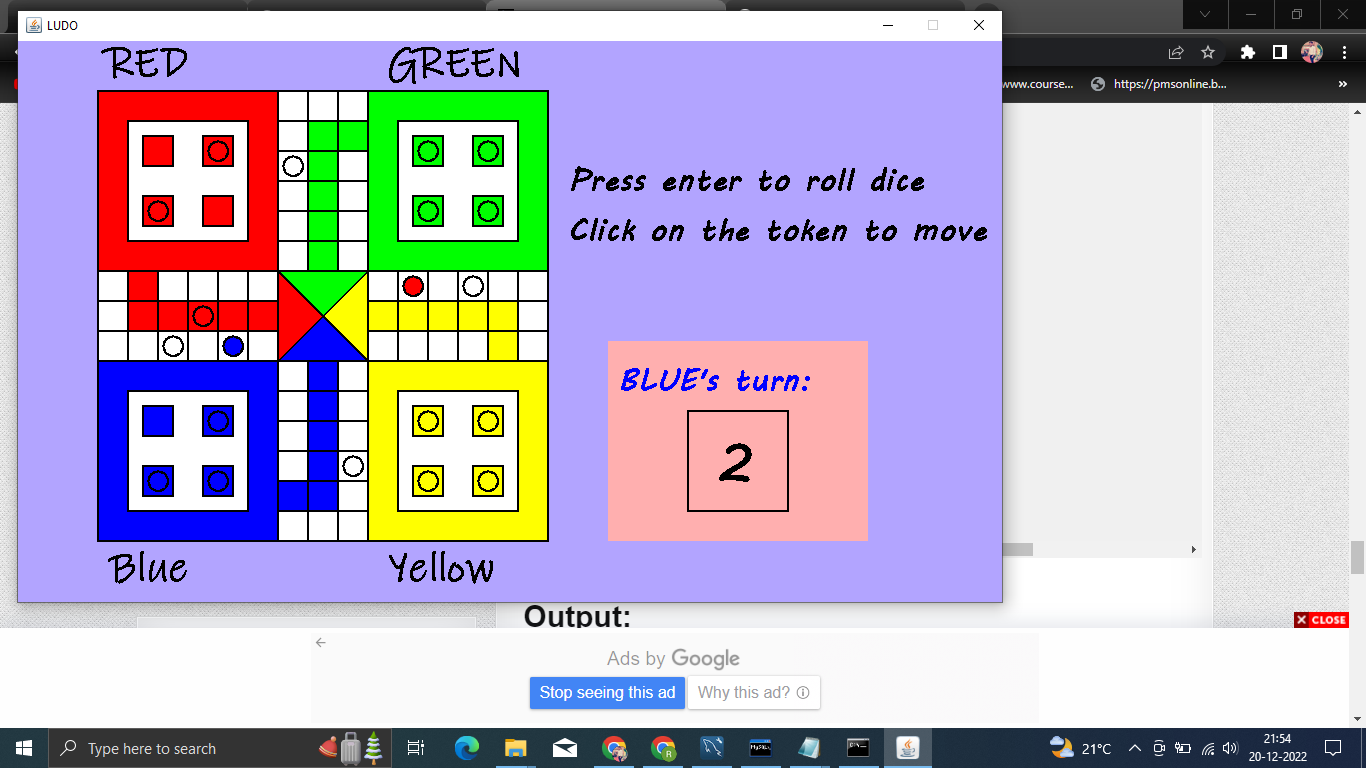 LUDO
RED GREEN
Press enter to roll dice
Click on the token to move
BLUE's turn:
2
Blue Yellow
www.course...
https://pmsonline.b...
»
Output:
CLOSE
Ads by Google
Stop seeing this ad
Why this ad?
Type here to search
21°C
21:54
20-12-2022